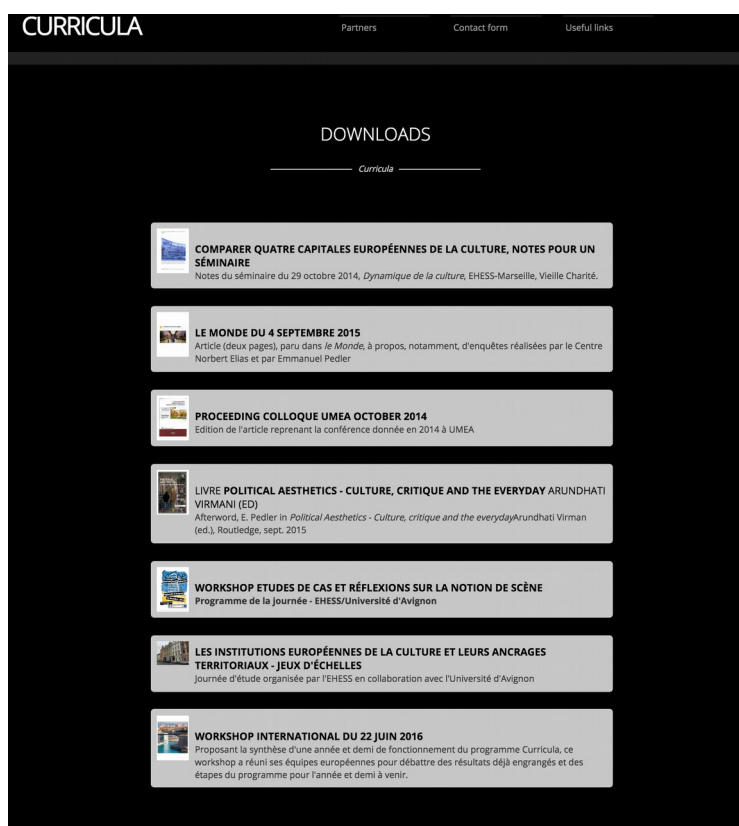 CURRICULA
Partners
Contact form
Useful links
DOWNLOADS
Curricula
COMPARER QUATRE CAPITALES EUROPÉENNES DE LA CULTURE, NOTES POUR UN
SÉMINAIRE
Notes du séminaire du 29 octobre 2014, Dynamique de la culture, EHESS-Marseille, Vieille Charité.
LE MONDE DU 4 SEPTEMBRE 2015
Article (deux pages), paru dans le Monde, à propos, notamment, d'enquêtes réalisées par le Centre
Norbert Elias et par Emmanuel Pedler
PROCEEDING COLLOQUE UMEA OCTOBER 2014
Edition de l'article reprenant la conférence donnée en 2014 à UMEA
LIVRE POLITICAL AESTHETICS - CULTURE, CRITIQUE AND THE EVERYDAY ARUNDHATI
VIRMANI (ED)
Afterword, E. Pedler in Political Aesthetics - Culture, critique and the everydayArundhati Virman
(ed.), Routledge, sept. 2015
WORKSHOP ETUDES DE CAS ET RÉFLEXIONS SUR LA NOTION DE SCÈNE
Programme de la journée - EHESS/Université d'Avignon
LES INSTITUTIONS EUROPÉENNES DE LA CULTURE ET LEURS ANCRAGES
TERRITORIAUX - JEUX D'ÉCHELLES
Journée d'étude organisée par l'EHESS en collaboration avec l'Université d'Avignon
WORKSHOP INTERNATIONAL DU 22 JUIN 2016
Proposant la synthèse d'une année et demi de fonctionnement du programme Curricula, ce
workshop a réuni ses équipes européennes pour débattre des résultats déjà engrangés et des
étapes du programme pour l'année et demi à venir.